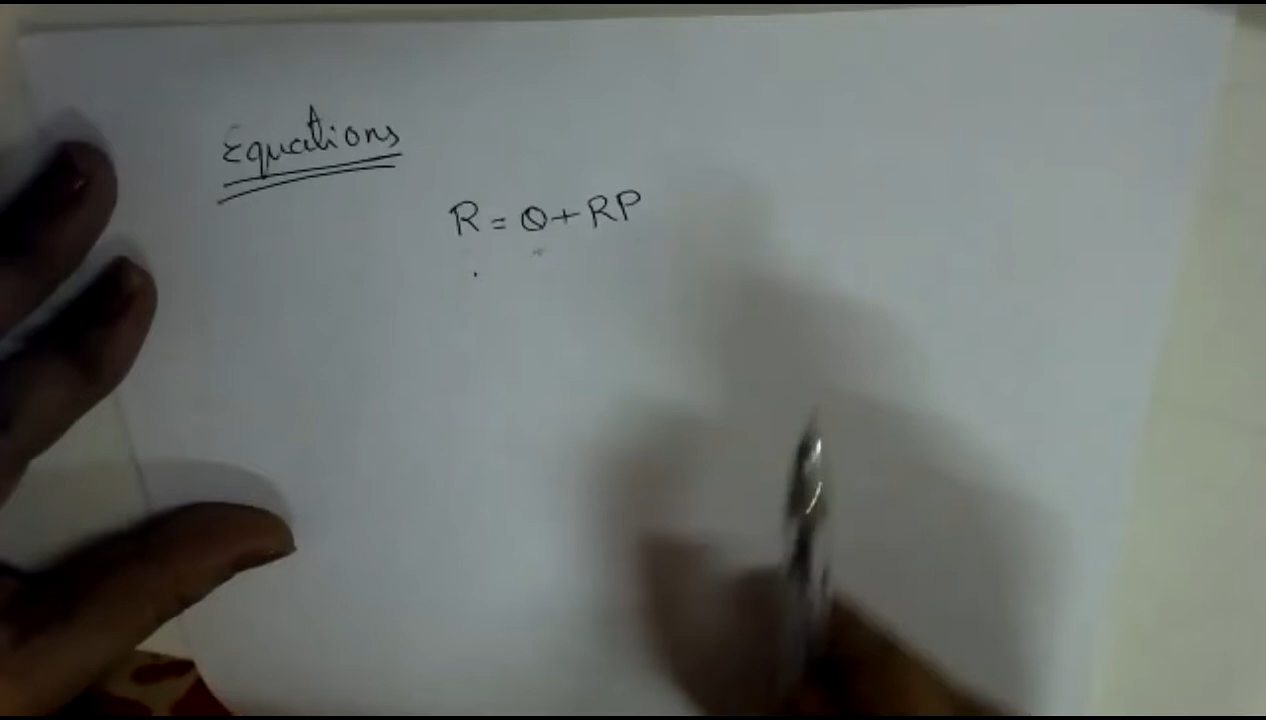 Equations
R = Q + RP